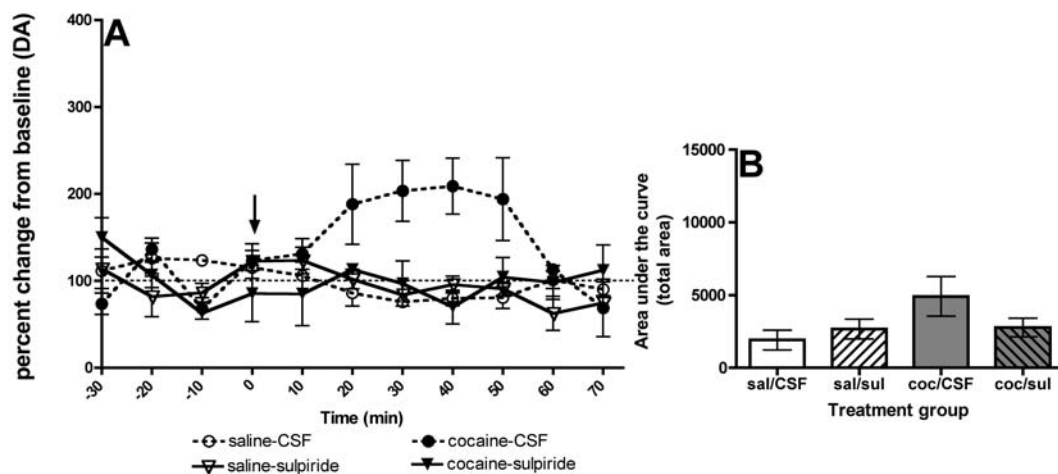 A
percent change from baseline (DA)
400
300
200
100
0
-30 -20 -10 0 10 20 30 40 50 60 70
Time (min)
saline-CSF cocaine-CSF
saline-sulpiride cocaine-sulpiride
B
Area under the curve
(total area)
15000
10000
5000
0
sal/CSF sal/sul coc/CSF coc/sul
Treatment group